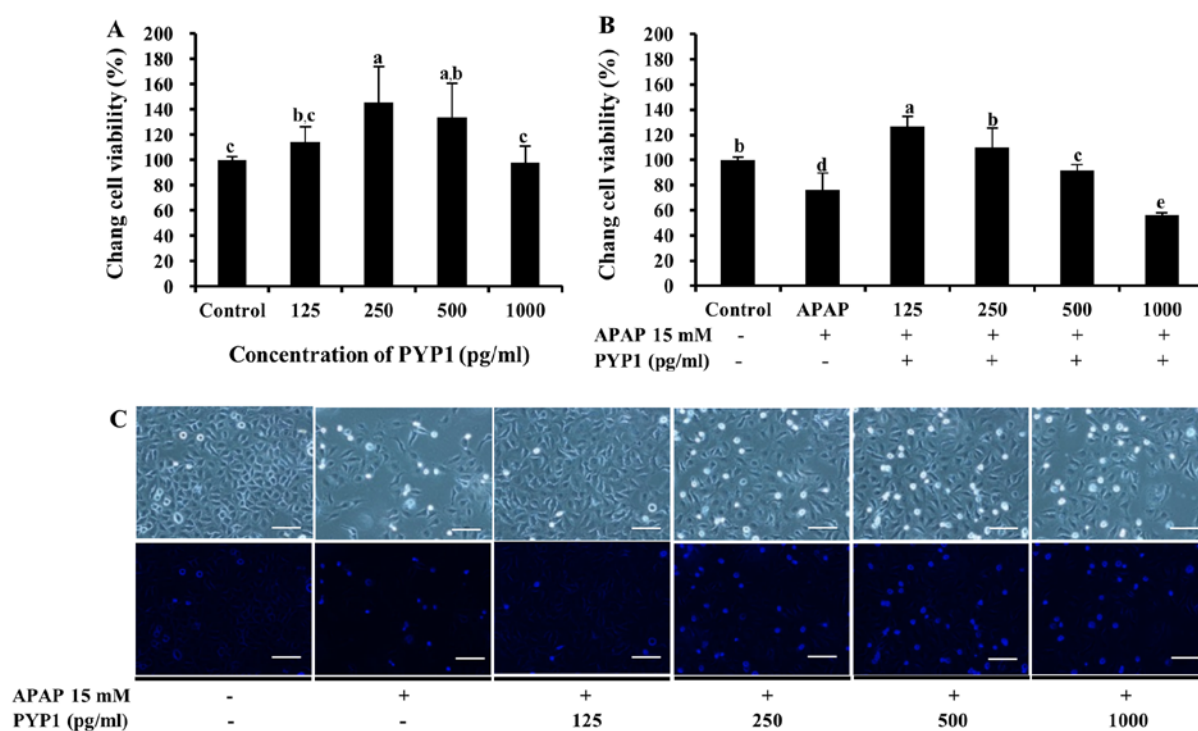 A
Chang cell viability (%)
200
180
160
140
120
100
80
60
40
20
0
c
b,c
a
a,b
c
Control 125 250 500 1000
Concentration of PYP1 (pg/ml)
B
Chang cell viability (%)
200
180
160
140
120
100
80
60
40
20
0
b
d
a
b
c
e
Control APAP 125 250 500 1000
APAP 15 mM - + + + + +
PYP1 (pg/ml) - - + + + +
C
APAP 15 mM - + + + + +
PYP1 (pg/ml) - - 125 250 500 1000